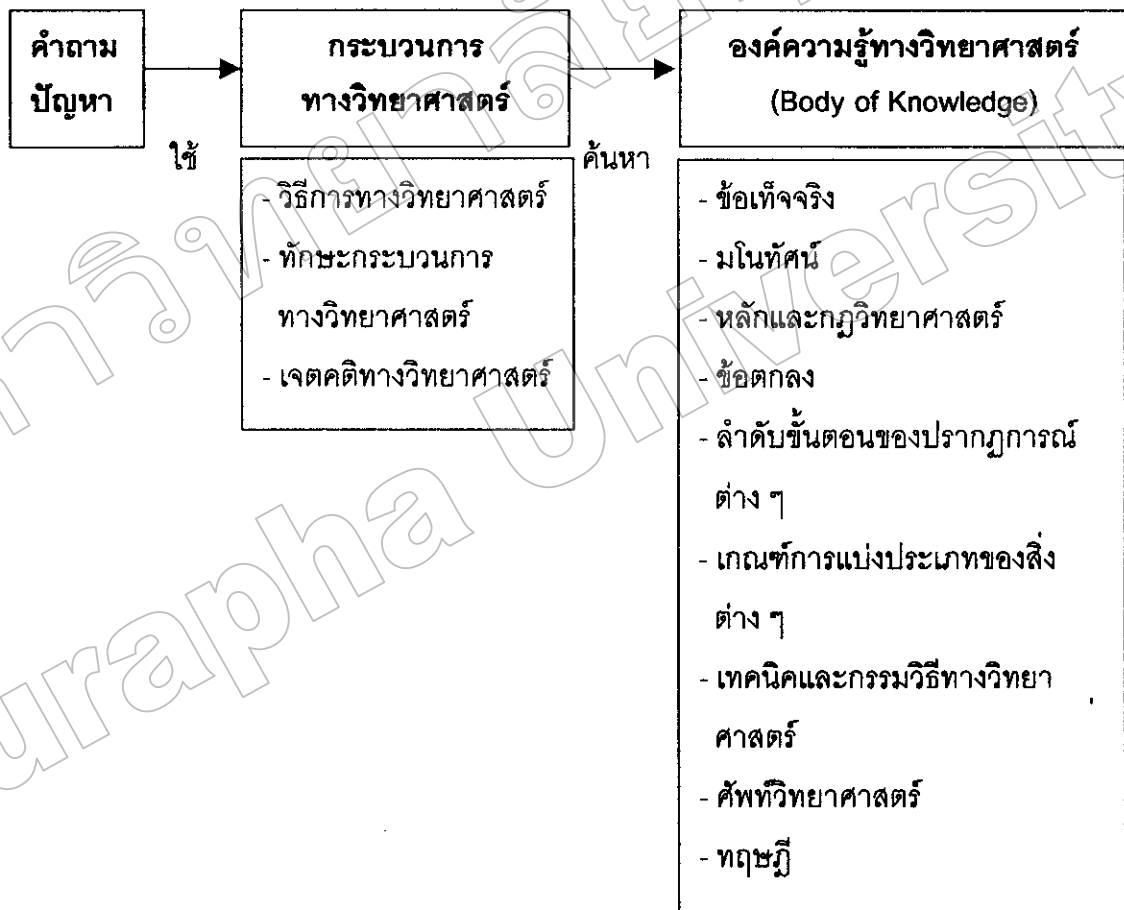 คำถาม
ปัญหา
ใช้
กระบวนการ
ทางวิทยาศาสตร์
- วิธีการทางวิทยาศาสตร์
- ทักษะกระบวนการ
ทางวิทยาศาสตร์
- เจตคติทางวิทยาศาสตร์
ค้นหา
องค์ความรู้ทางวิทยาศาสตร์
(Body of Knowledge)
- ข้อเท็จจริง
- มโนทัศน์
- หลักและกฎวิทยาศาสตร์
- ข้อตกลง
- ลำดับขั้นตอนของปรากฏการณ์
ต่าง ๆ
- เกณฑ์การแบ่งประเภทของสิ่ง
ต่าง ๆ
- เทคนิคและกรรมวิธีทางวิทยา
ศาสตร์
- ศัพท์วิทยาศาสตร์
- ทฤษฎี
urapha University